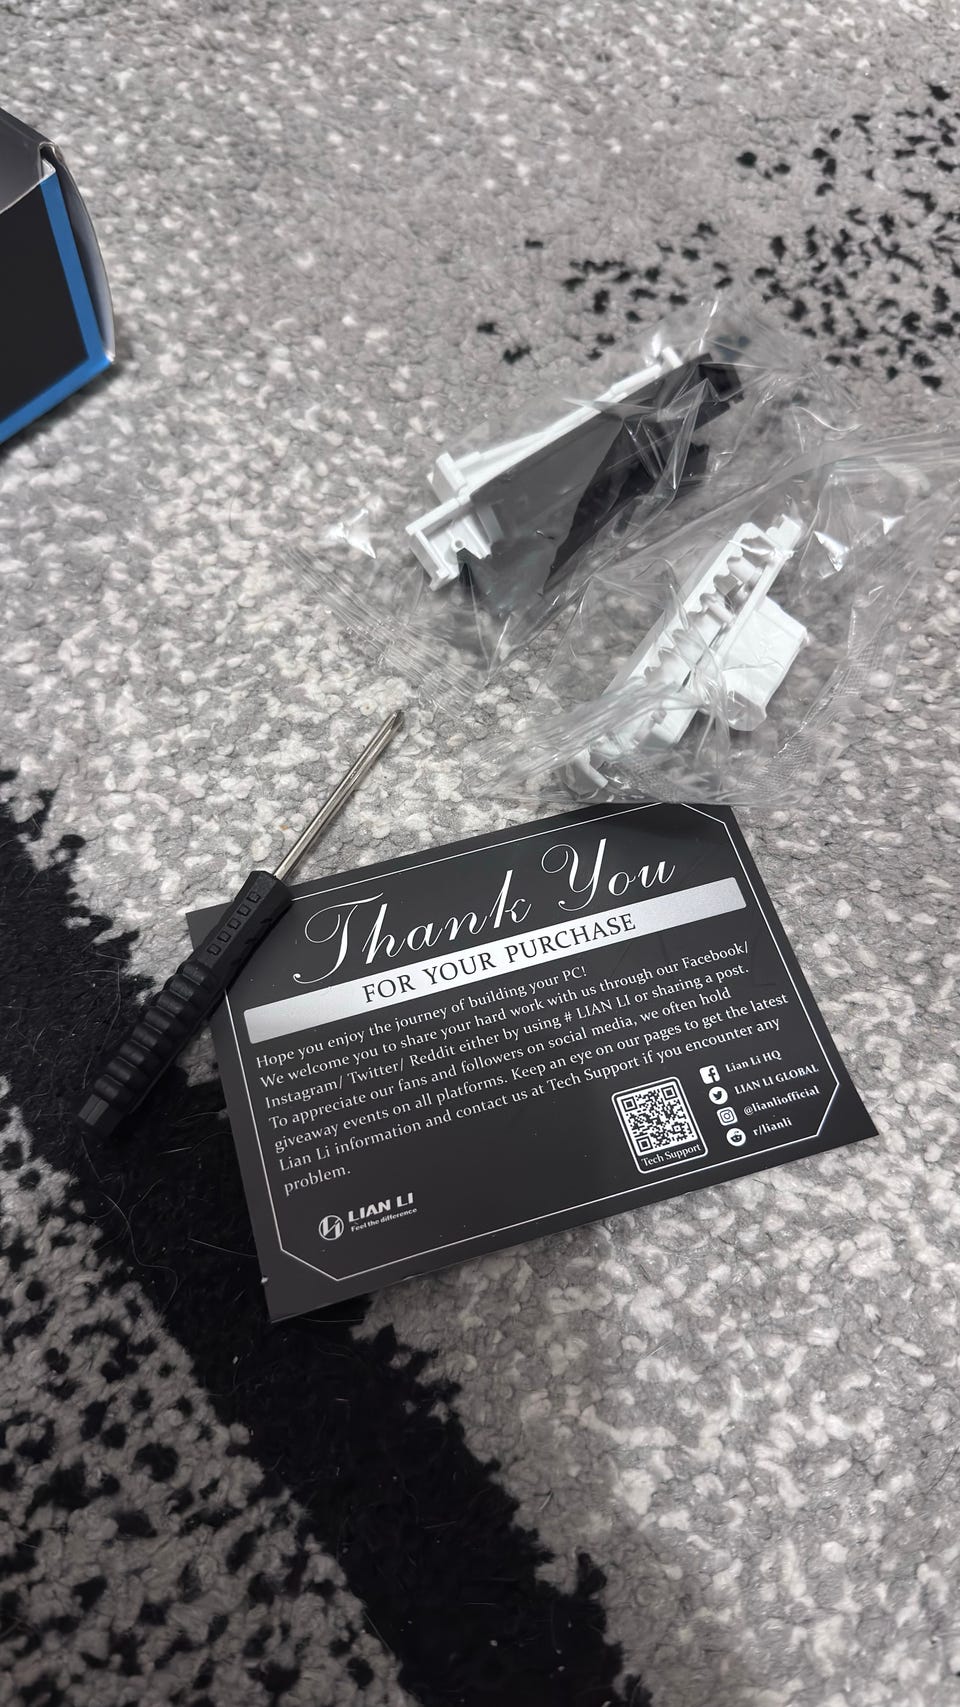 Thank You
FOR YOUR PURCHASE
Hope you enjoy the journey of building your PC!
We welcome you to share your hard work with us through our Facebook/
Instagram/ Twitter/ Reddit either by using # LIAN LI or sharing a post.
To appreciate our fans and followers on social media, we often hold
giveaway events on all platforms. Keep an eye on our pages to get the latest
Lian Li information and contact us at Tech Support if you encounter any
problem.
Lian Li HQ
LIAN LI GLOBAL
@lianliofficial
r/lianli
Tech Support
LIAN LI
Feel the difference